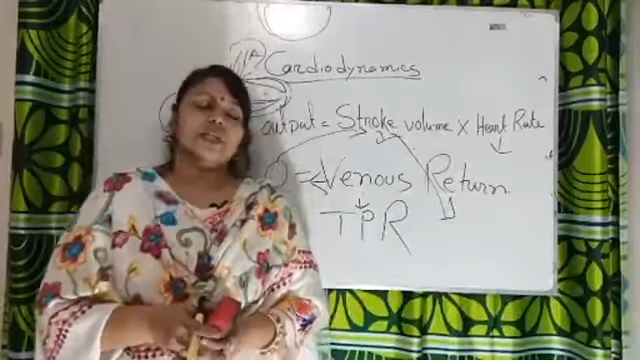 Cardiodynamics
output = Stroke volume x Heart Rate
= Venous Return
TPR